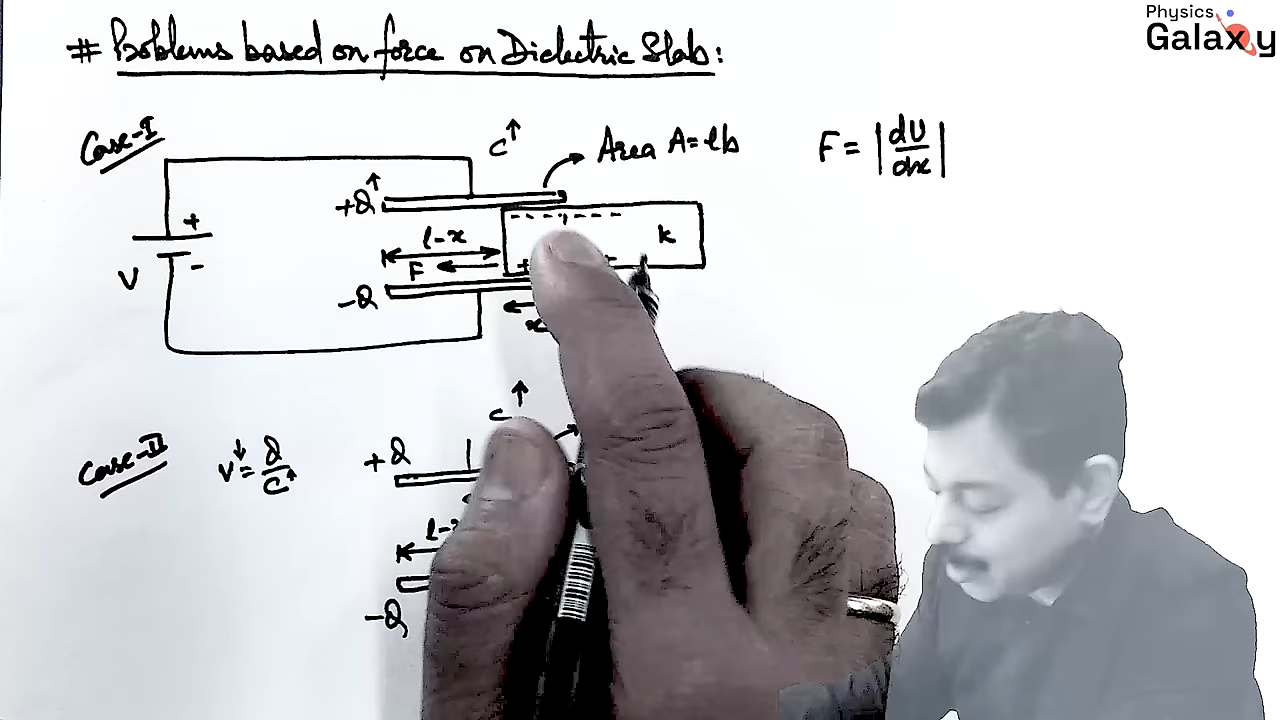 Physics
Galaxy
# Problems based on force on Dielectric Slab:
Case-I
C↑
Area A = lb
F = |dU/dx|
+Q↑
+
-
V
l-x
F
k
-Q
x
Case-II
V↓ = Q/C↑
C↑
+Q
l-
-Q